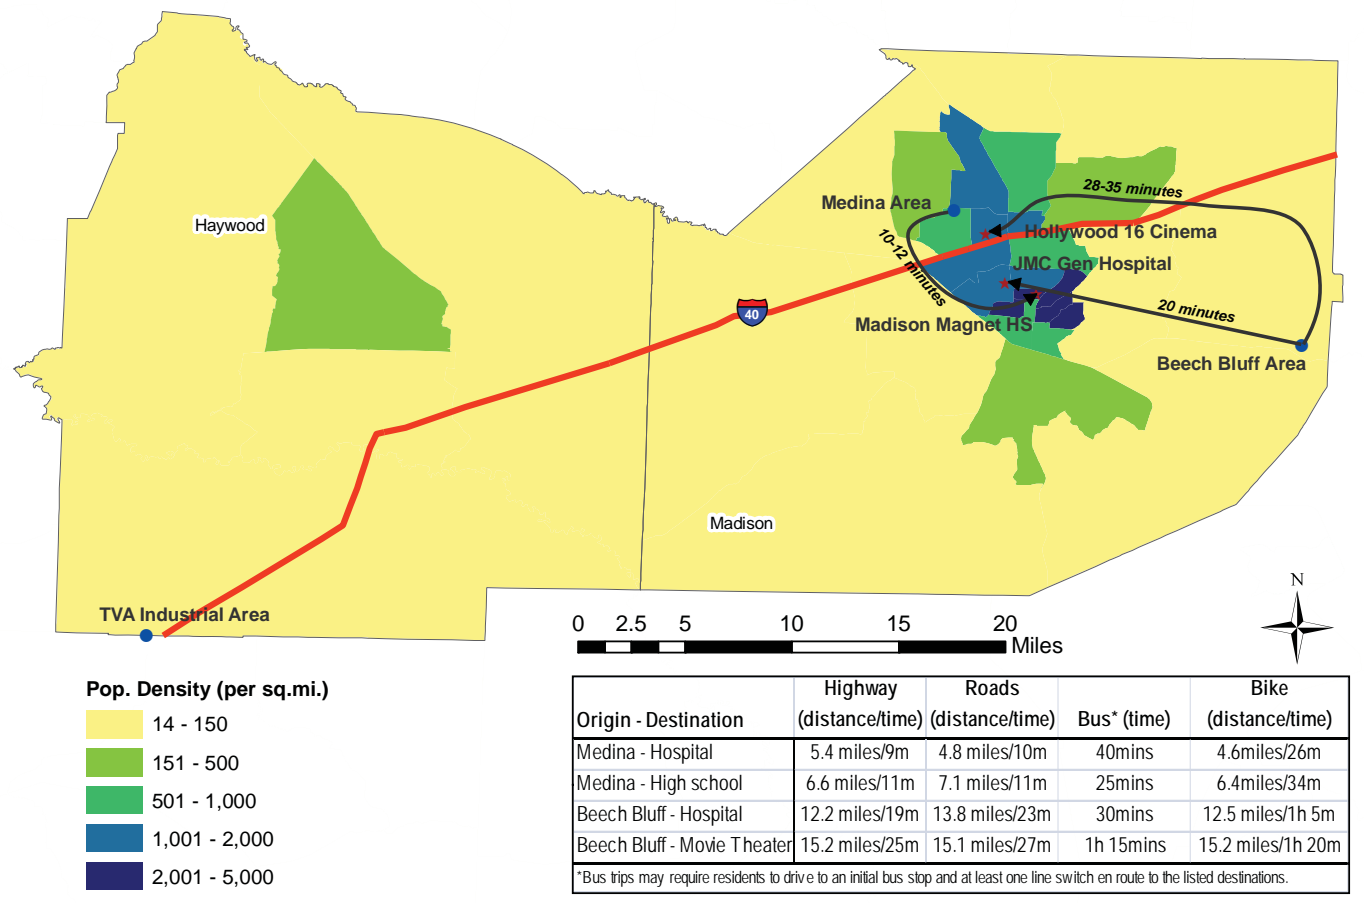 28-35 minutes
Medina Area
Haywood
Hollywood 16 Cinema
10-12 minutes
JMC Gen Hospital
40
20 minutes
Madison Magnet HS
Beech Bluff Area
Madison
N
TVA Industrial Area
0 2.5 5 10 15 20
Miles
Pop. Density (per sq.mi.)
14 - 150
151 - 500
501 - 1,000
1,001 - 2,000
2,001 - 5,000
Highway Roads Bike
Origin - Destination (distance/time) (distance/time) Bus* (time) (distance/time)
Medina - Hospital 5.4 miles/9m 4.8 miles/10m 40mins 4.6miles/26m
Medina - High school 6.6 miles/11m 7.1 miles/11m 25mins 6.4miles/34m
Beech Bluff - Hospital 12.2 miles/19m 13.8 miles/23m 30mins 12.5 miles/1h 5m
Beech Bluff - Movie Theater 15.2 miles/25m 15.1 miles/27m 1h 15mins 15.2 miles/1h 20m
*Bus trips may require residents to drive to an initial bus stop and at least one line switch en route to the listed destinations.